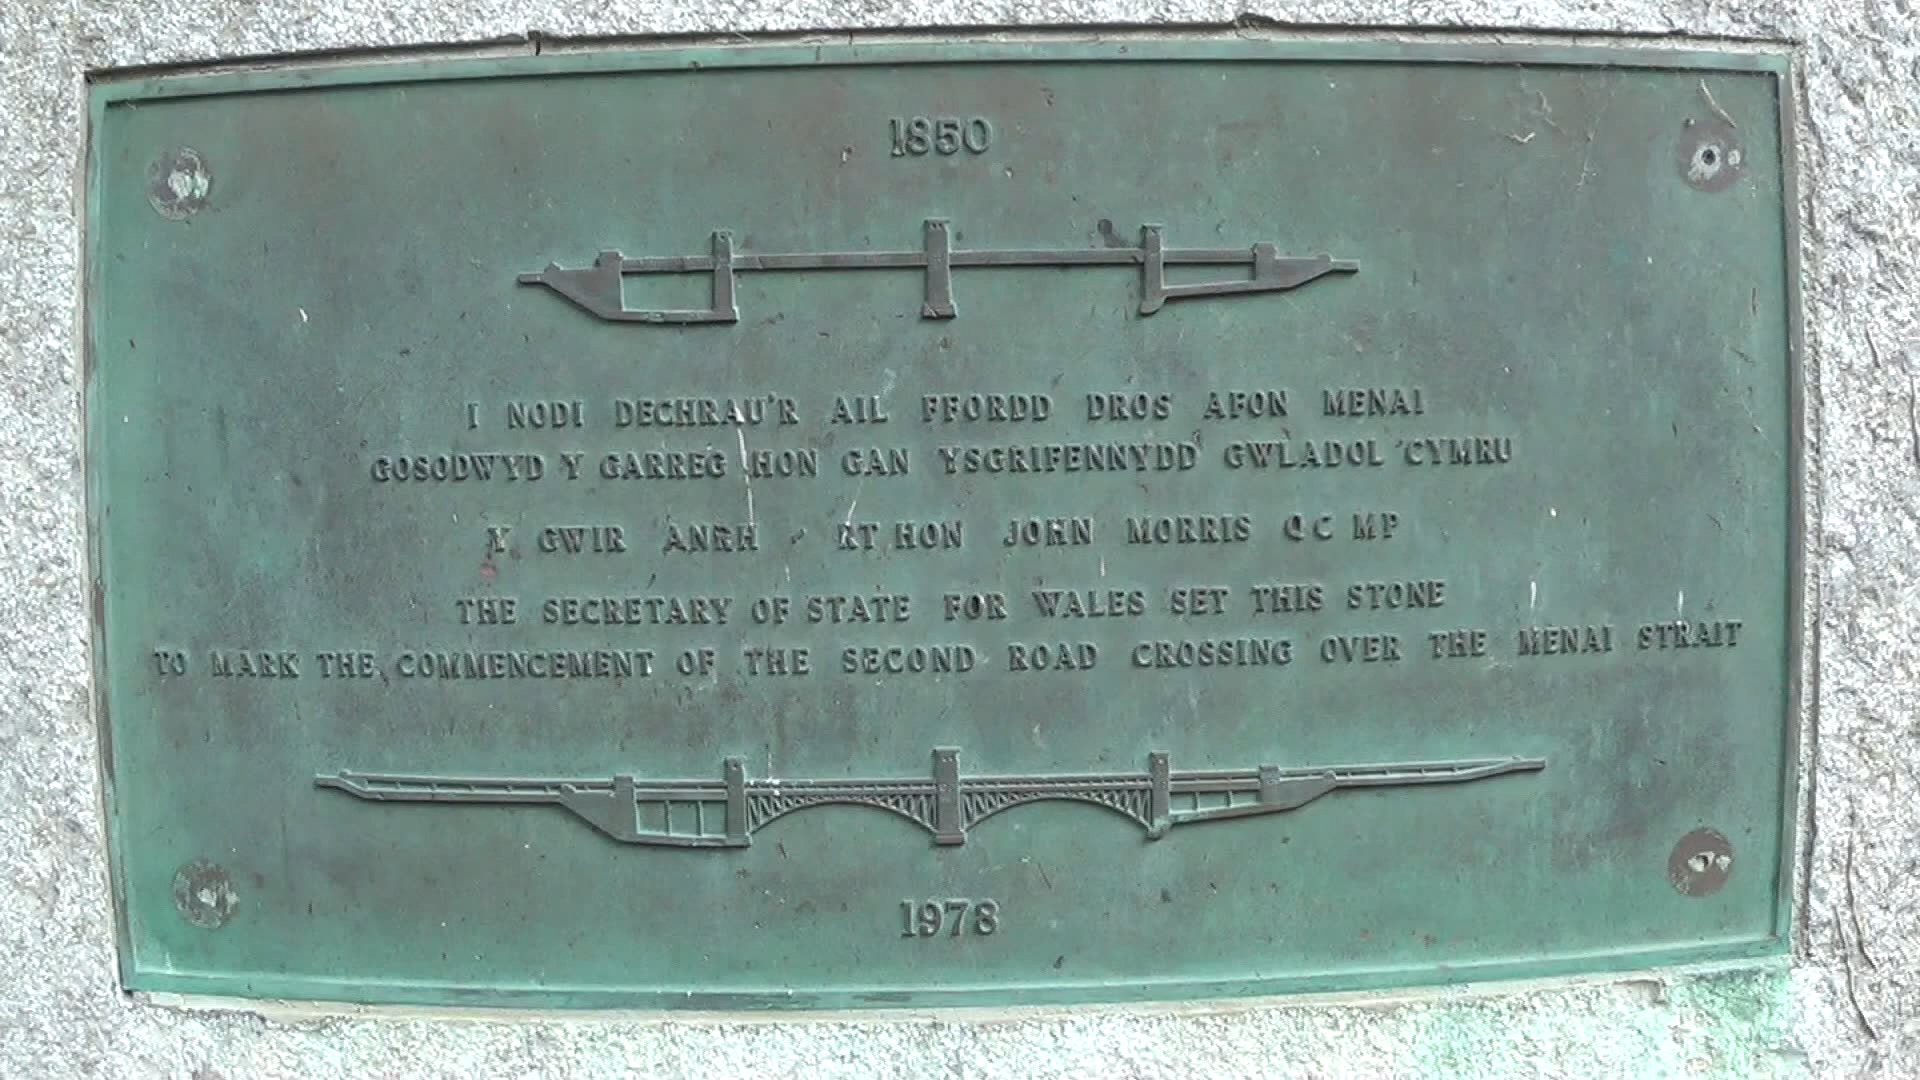 1850
I NODI DECHRAU'R AIL FFORDD DROS AFON MENAI
GOSODWYD Y GARREG HON GAN YSGRIFENNYDD GWLADOL CYMRU
Y GWIR ANRH - RT HON JOHN MORRIS QC MP
THE SECRETARY OF STATE FOR WALES SET THIS STONE
TO MARK THE COMMENCEMENT OF THE SECOND ROAD CROSSING OVER THE MENAI STRAIT
1978